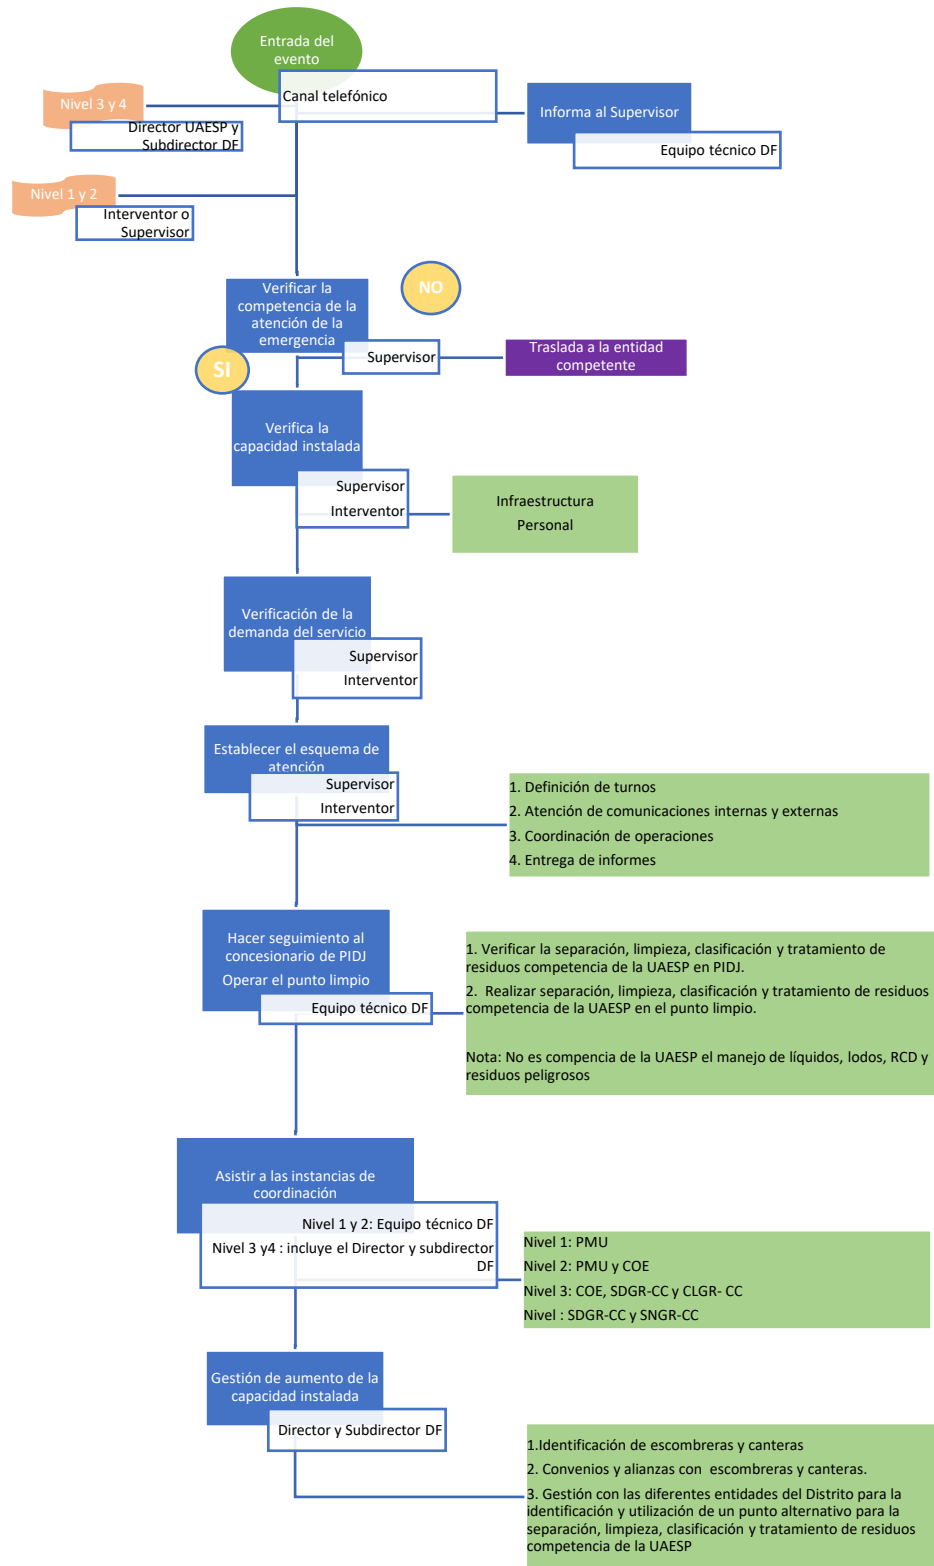 Entrada del
evento
Canal telefónico
Nivel 3 y 4
Director UAESP y
Subdirector DF
Informa al Supervisor
Equipo técnico DF
Nivel 1 y 2
Interventor o
Supervisor
Verificar la
competencia de la
atención de la
emergencia
NO
Supervisor
Traslada a la entidad
competente
SI
Verifica la
capacidad instalada
Supervisor
Interventor
Infraestructura
Personal
Verificación de la
demanda del servicio
Supervisor
Interventor
Establecer el esquema de
atención
Supervisor
Interventor
1. Definición de turnos
2. Atención de comunicaciones internas y externas
3. Coordinación de operaciones
4. Entrega de informes
Hacer seguimiento al
concesionario de PIDJ
Operar el punto limpio
Equipo técnico DF
1. Verificar la separación, limpieza, clasificación y tratamiento de
residuos competencia de la UAESP en PIDJ.
2. Realizar separación, limpieza, clasificación y tratamiento de residuos
competencia de la UAESP en el punto limpio.
Nota: No es compencia de la UAESP el manejo de líquidos, lodos, RCD y
residuos peligrosos
Asistir a las instancias de
coordinación
Nivel 1 y 2: Equipo técnico DF
Nivel 3 y4 : incluye el Director y subdirector
DF
Nivel 1: PMU
Nivel 2: PMU y COE
Nivel 3: COE, SDGR-CC y CLGR- CC
Nivel : SDGR-CC y SNGR-CC
Gestión de aumento de la
capacidad instalada
Director y Subdirector DF
1.Identificación de escombreras y canteras
2. Convenios y alianzas con escombreras y canteras.
3. Gestión con las diferentes entidades del Distrito para la
identificación y utilización de un punto alternativo para la
separación, limpieza, clasificación y tratamiento de residuos
competencia de la UAESP